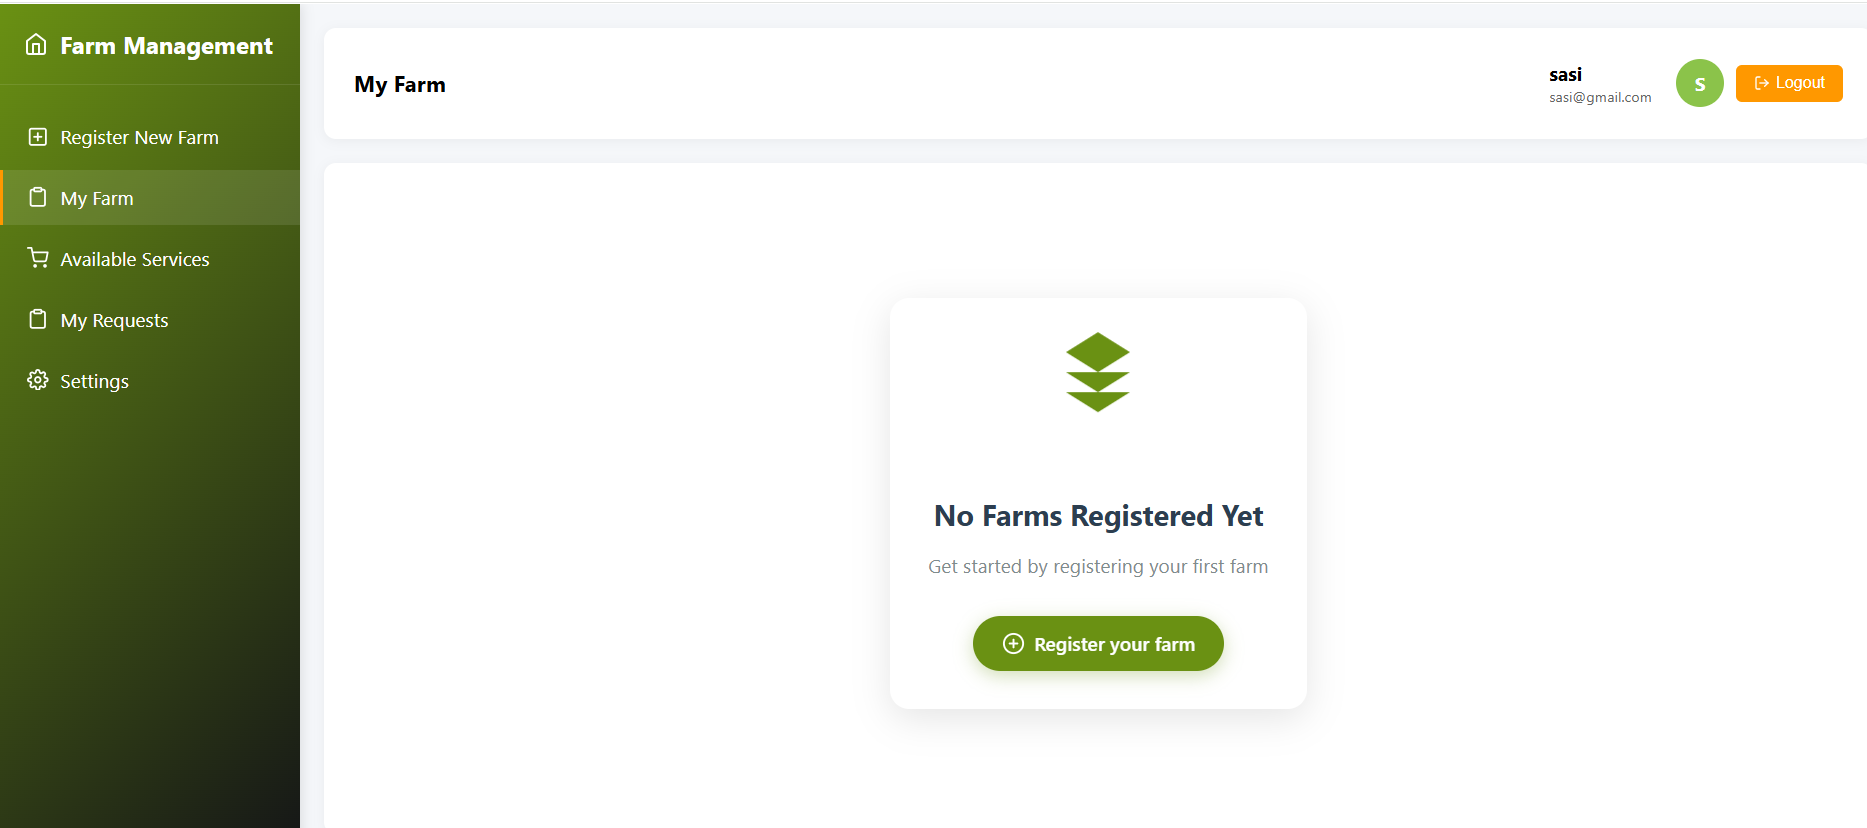 Farm Management
Register New Farm
My Farm
Available Services
My Requests
Settings
My Farm
sasi
sasi@gmail.com
S
Logout
No Farms Registered Yet
Get started by registering your first farm
Register your farm